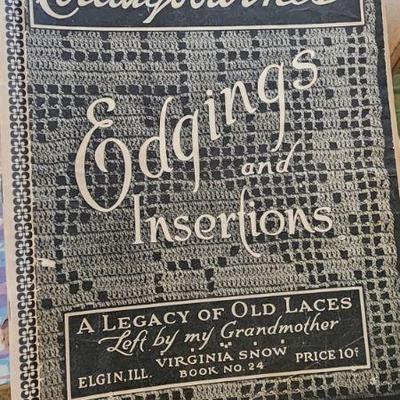 Edgings
and
Insertions
A LEGACY OF OLD LACES
Left by my Grandmother
VIRGINIA SNOW
ELGIN, ILL. BOOK NO. 24 PRICE 10¢